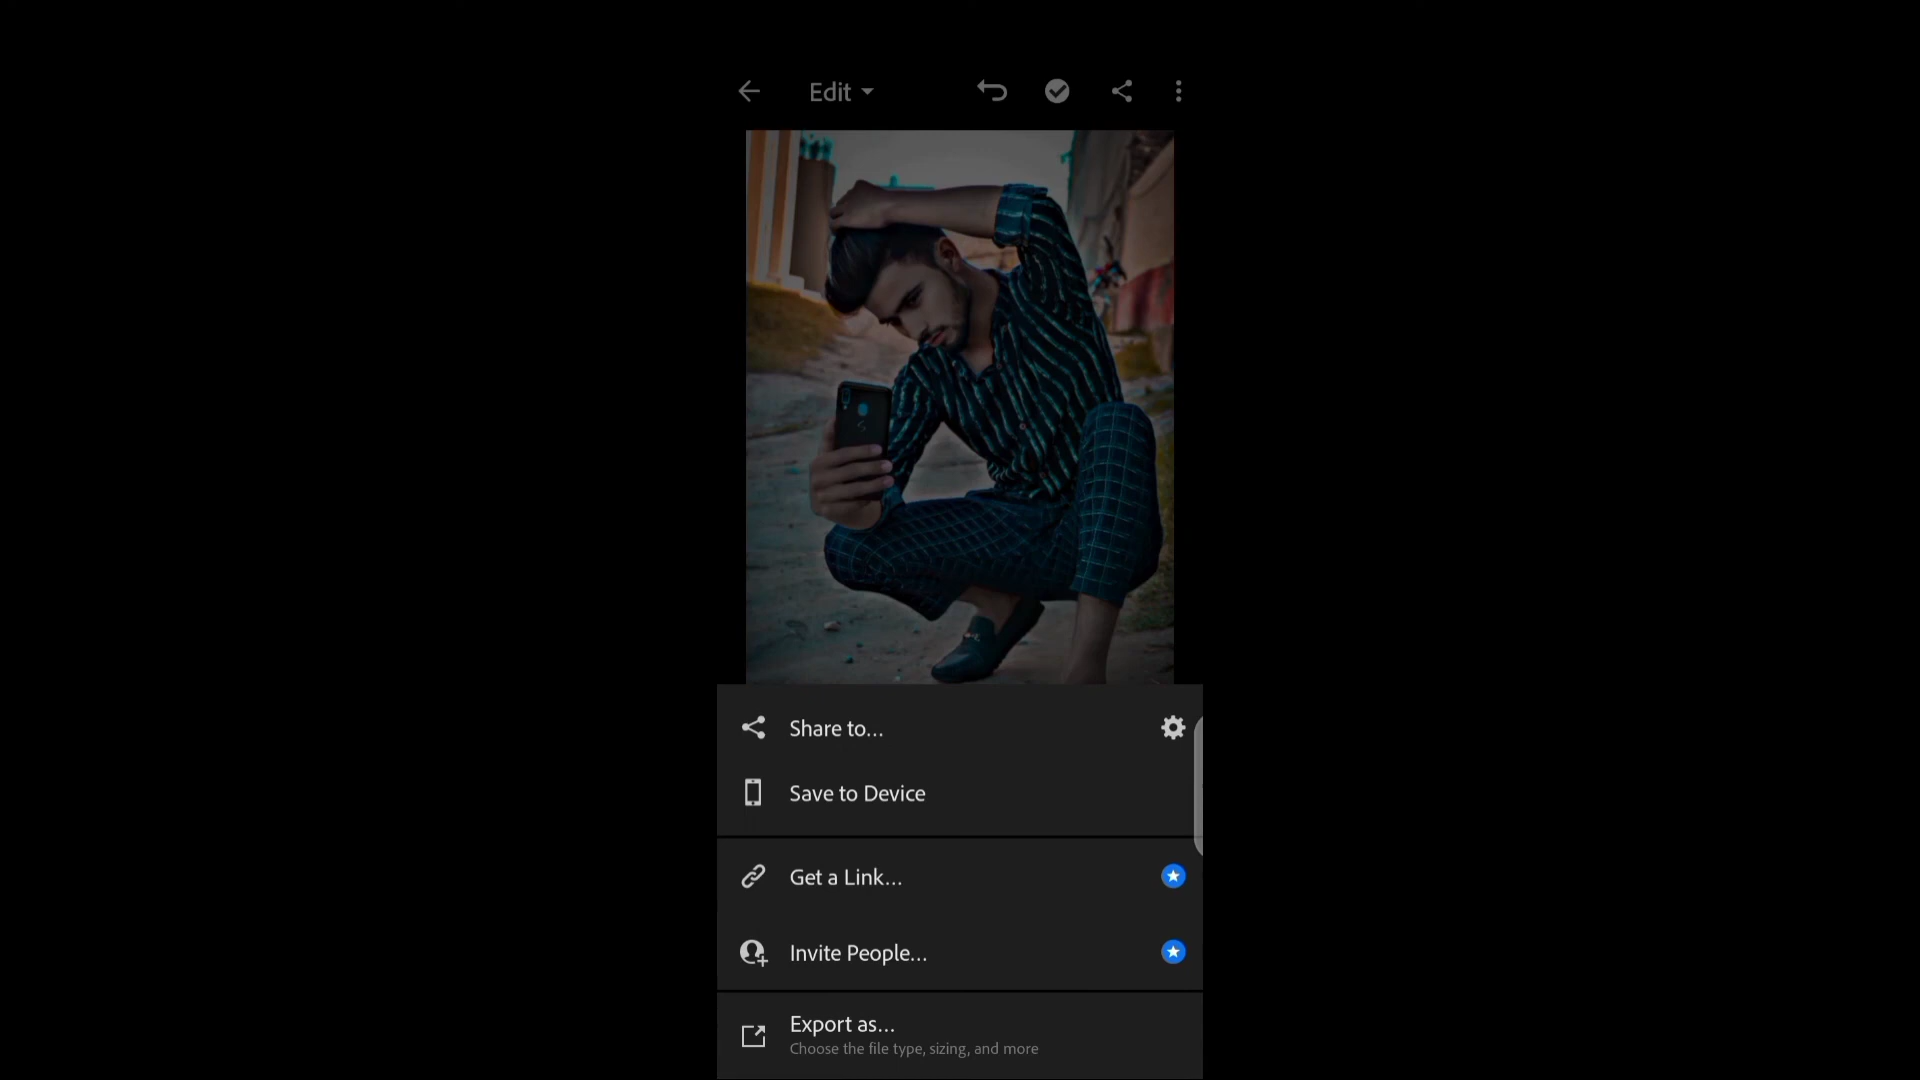 Edit
Share to...
Save to Device
Get a Link...
Invite People...
Export as...
Choose the file type, sizing, and more